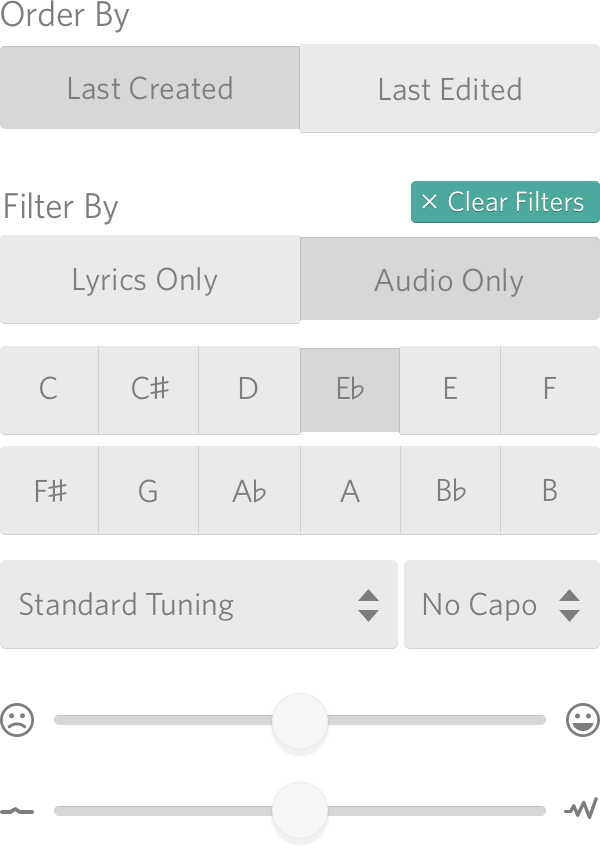 Order By
Last Created Last Edited
Filter By × Clear Filters
Lyrics Only Audio Only
C C♯ D E♭ E F
F♯ G A♭ A B♭ B
Standard Tuning No Capo